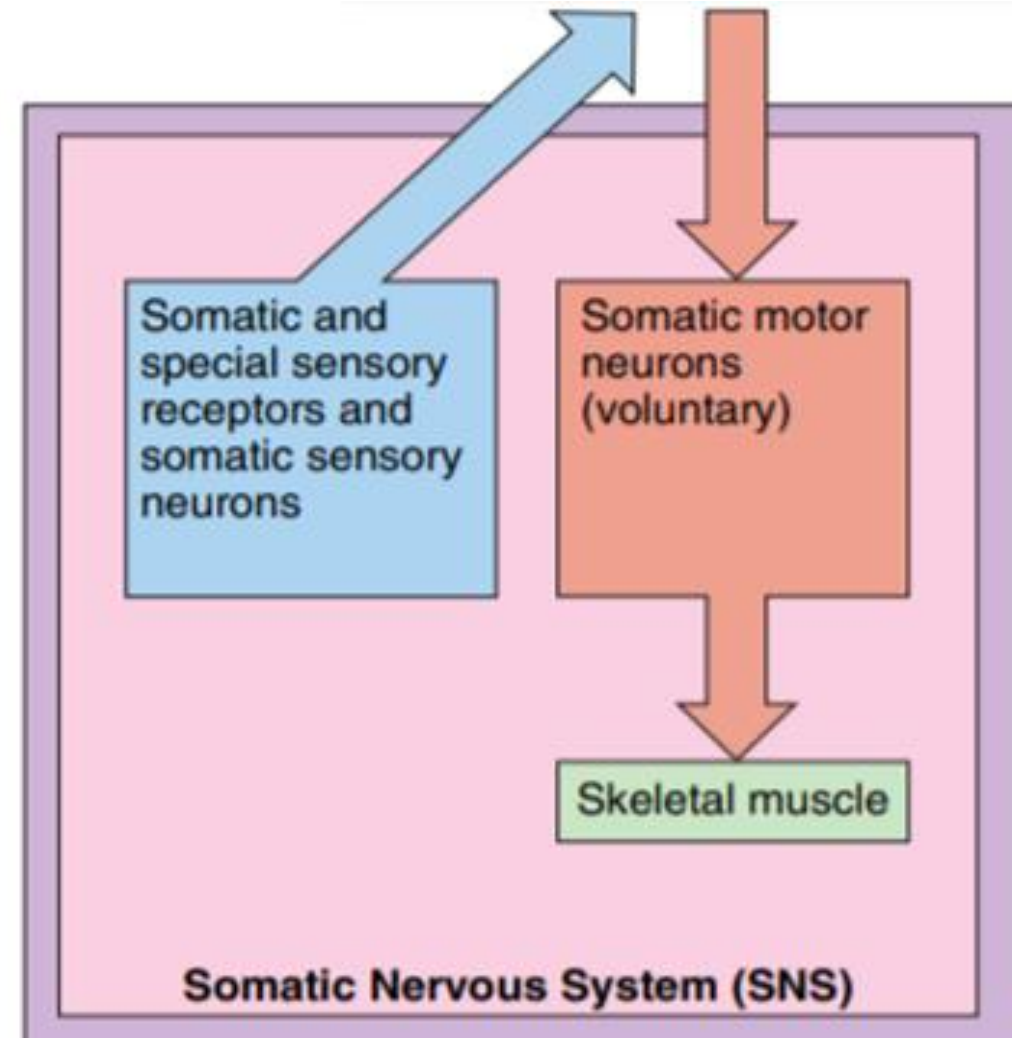 Somatic and
special sensory
receptors and
somatic sensory
neurons
Somatic motor
neurons
(voluntary)
Skeletal muscle
Somatic Nervous System (SNS)